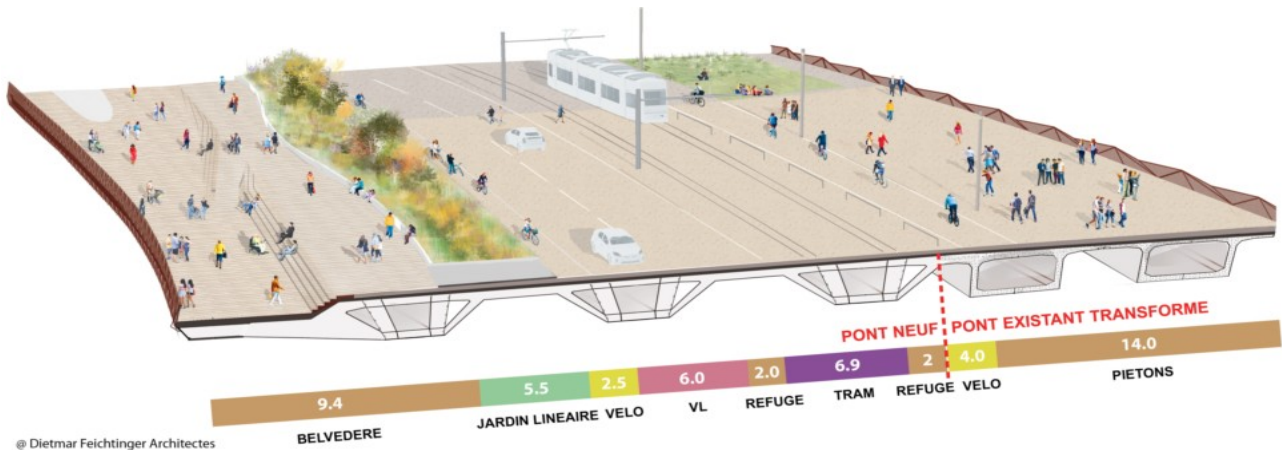 PONT NEUF PONT EXISTANT TRANSFORME
9.4 5.5 2.5 6.0 2.0 6.9 2 4.0 14.0
BELVEDERE JARDIN LINEAIRE VELO VL REFUGE TRAM REFUGE VELO PIETONS
@ Dietmar Feichtinger Architectes